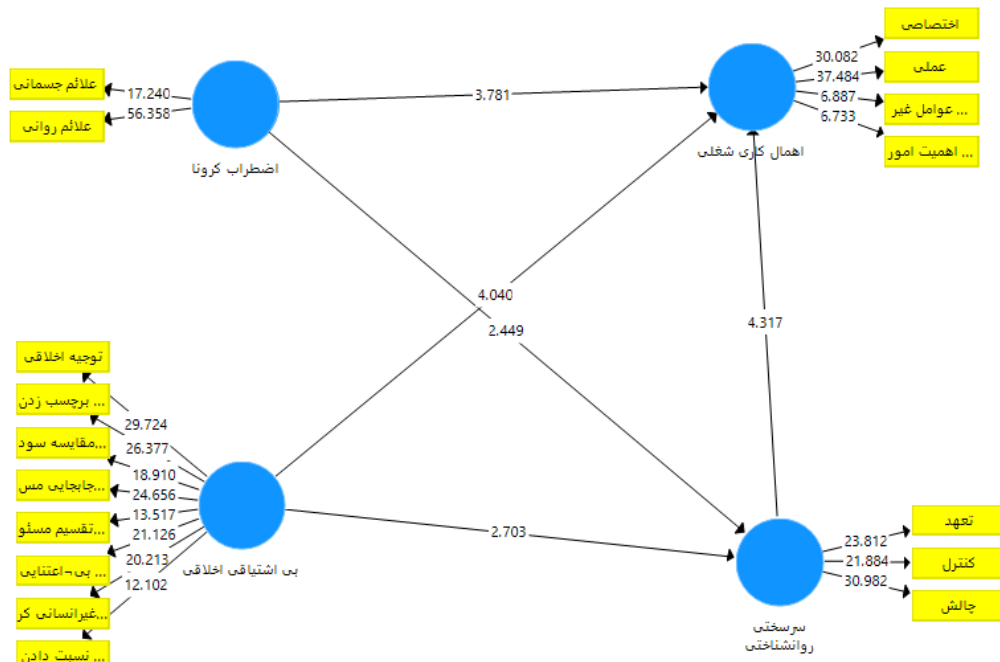 اختصاصی
30.082
عملی
37.484
عوامل غیر ...
6.887
اهمیت امور ...
6.733
اهمال کاری شغلی
علائم جسمانی
17.240
علائم روانی
56.358
اضطراب کرونا
3.781
4.040
2.449
4.317
2.703
توجیه اخلاقی
29.724
برچسب زدن ...
26.377
مقایسه سود...
18.910
جابجایی مس...
24.656
تقسیم مسئو...
13.517
بی¬اعتنایی ...
21.126
غیرانسانی کر...
20.213
نسبت دادن ...
12.102
بی اشتیاقی اخلاقی
تعهد
23.812
کنترل
21.884
چالش
30.982
سرسختی
روانشناختی